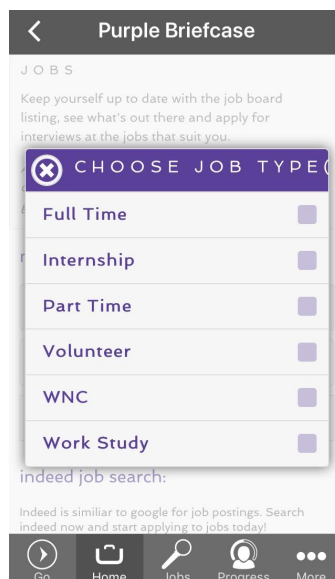 Purple Briefcase
JOBS
Keep yourself up to date with the job board
listing, see what's out there and apply for
interviews at the jobs that suit you.
CHOOSE JOB TYPE(
Full Time
Internship
Part Time
Volunteer
WNC
Work Study
indeed job search:
Indeed is similiar to google for job postings. Search
indeed now and start applying to jobs today!
Go Home Jobs Progress More